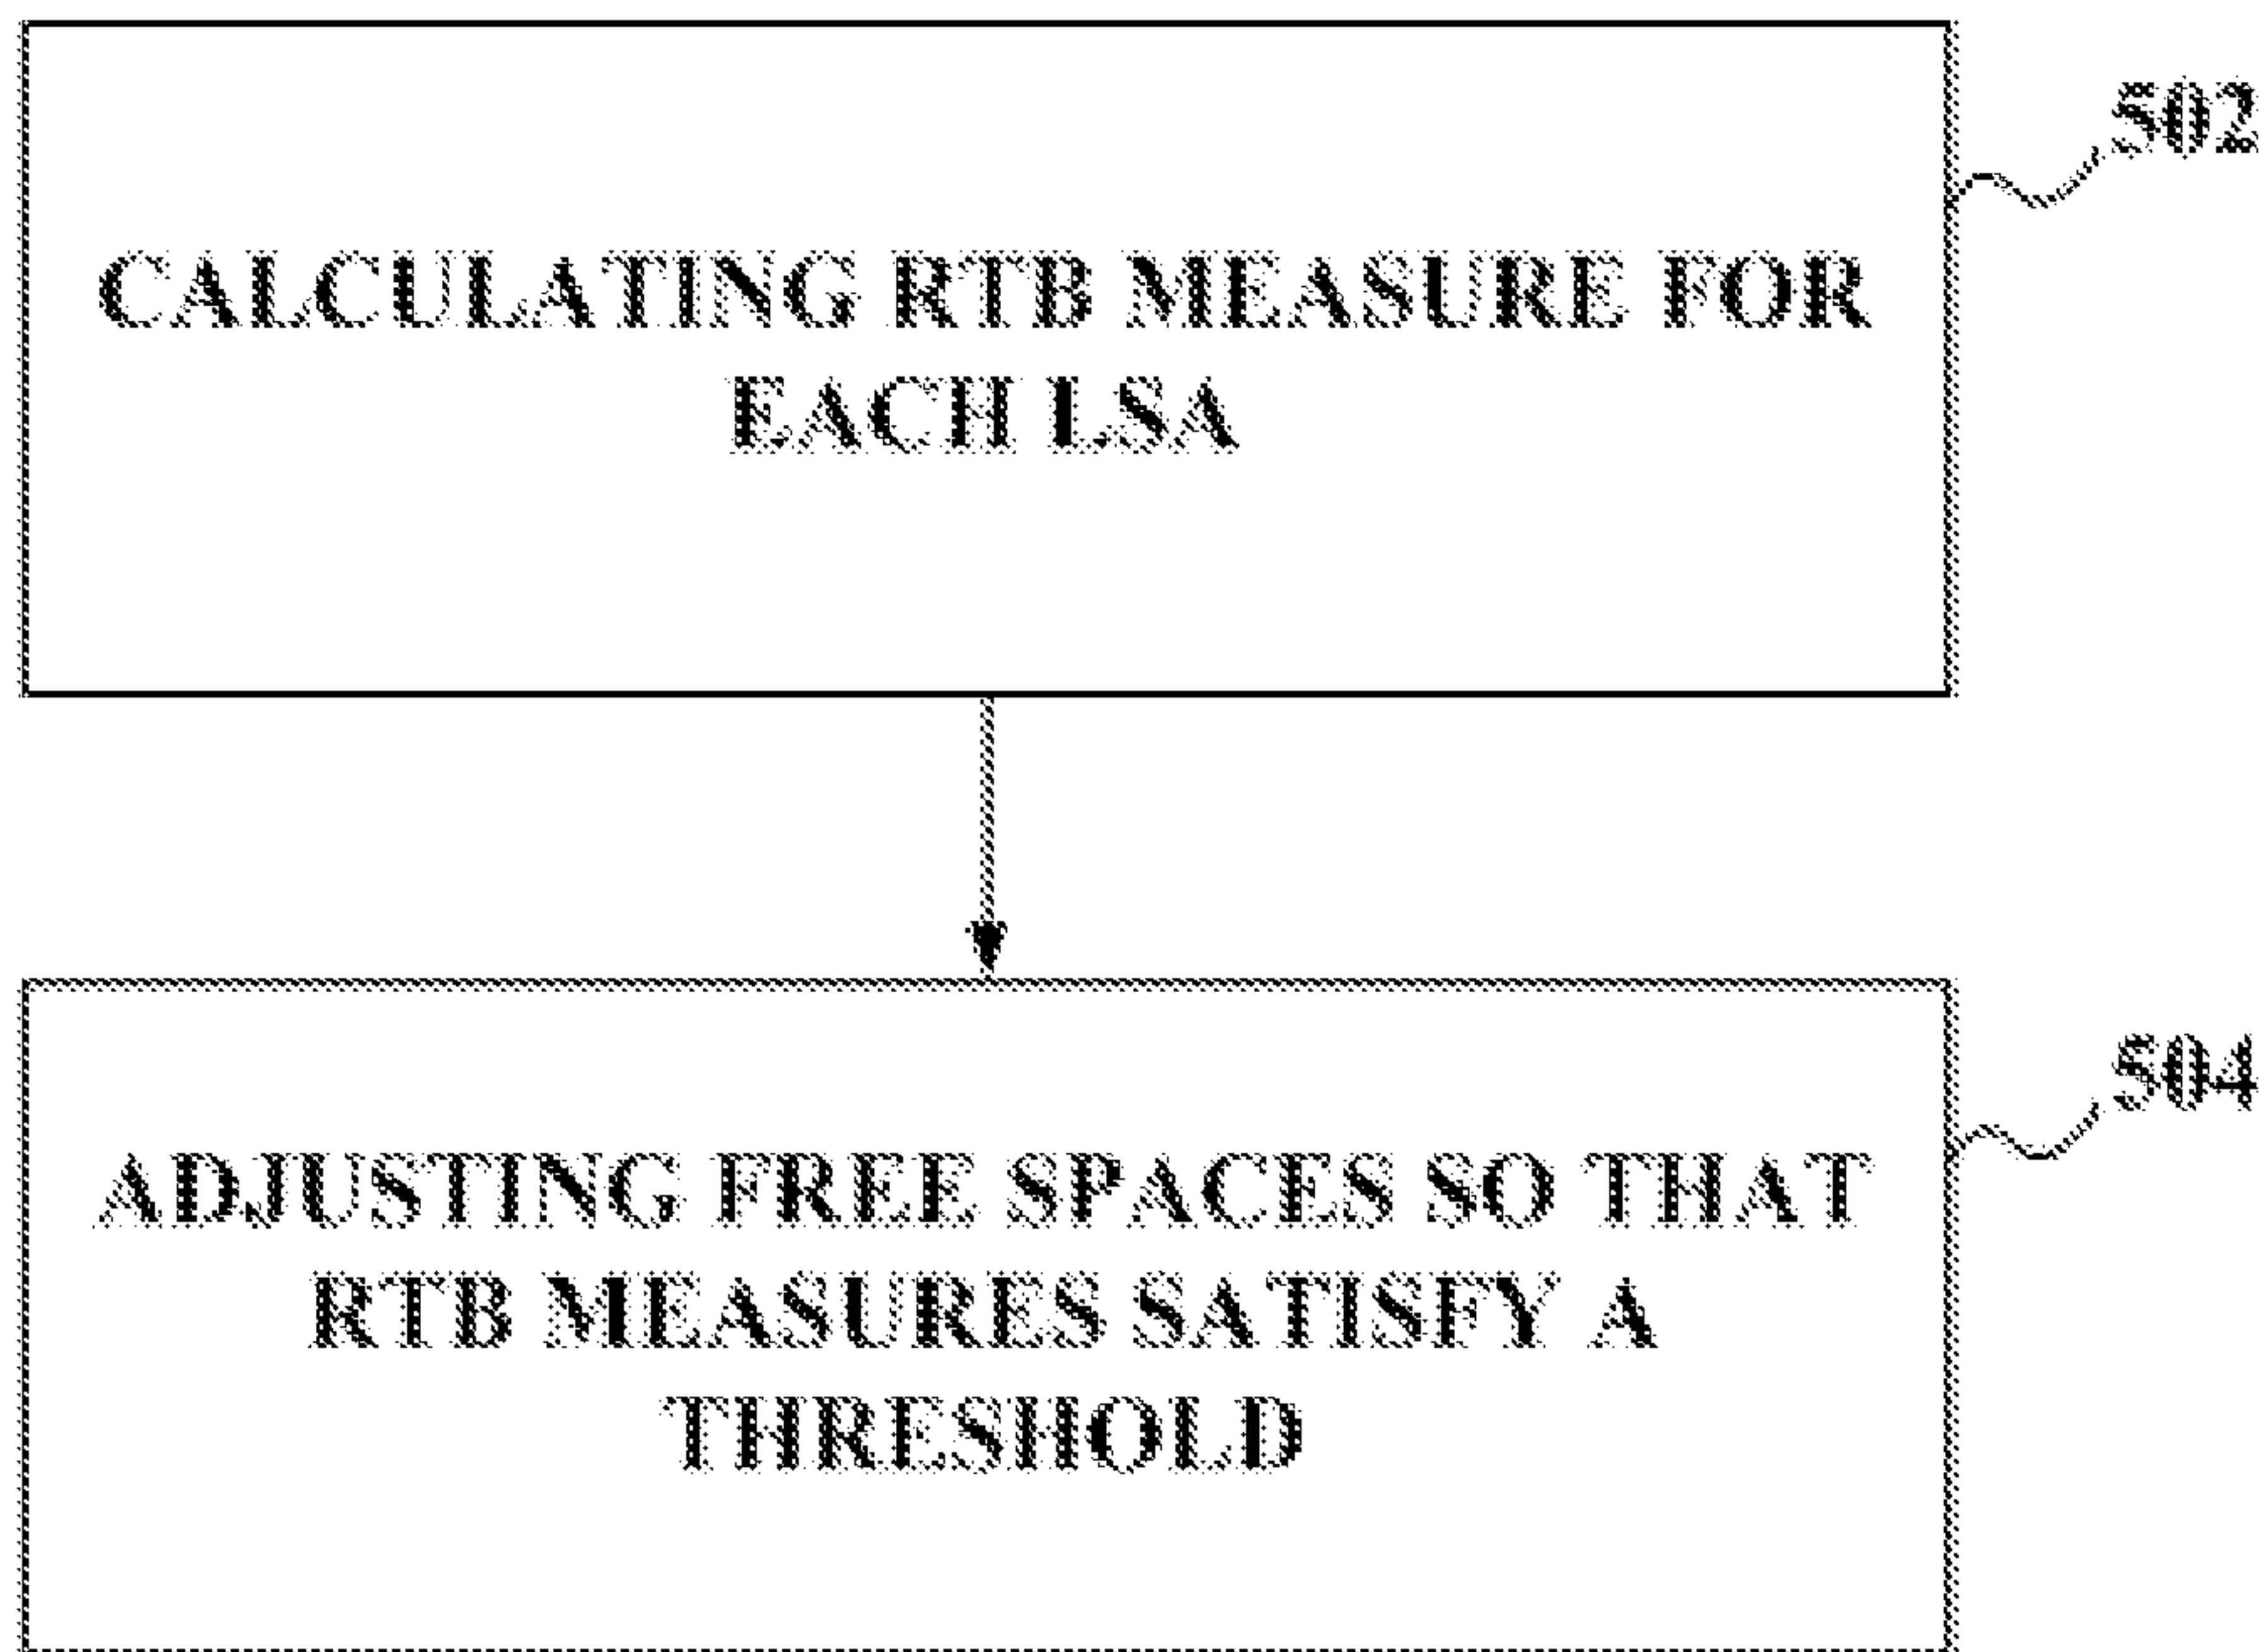 502
CALCULATING RTB MEASURE FOR
EACH LSA
504
ADJUSTING FREE SPACES SO THAT
RTB MEASURES SATISFY A
THRESHOLD